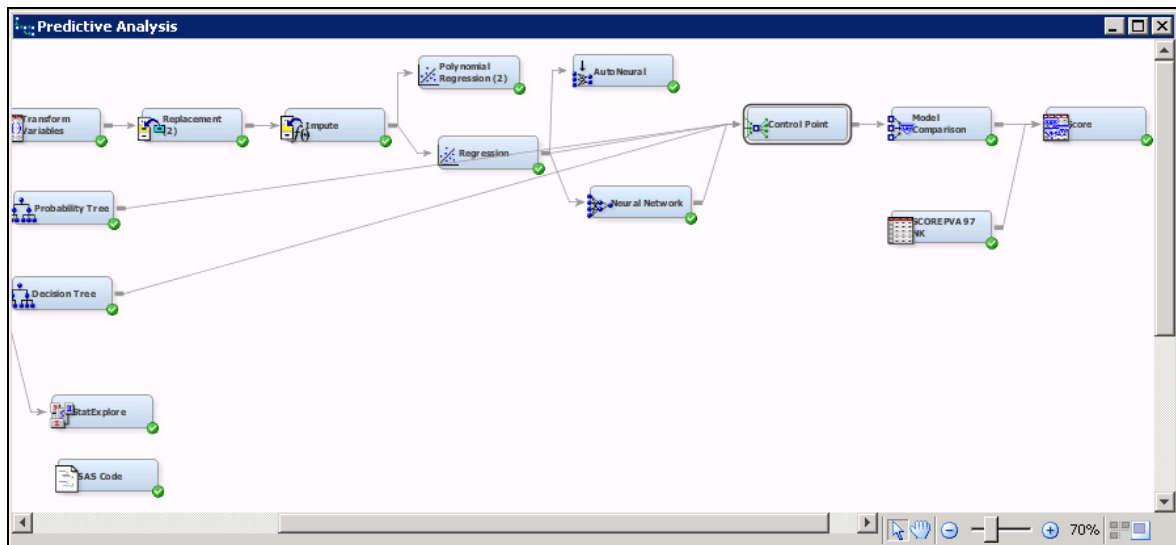 Predictive Analysis
Polynomial
Regression (2)
AutoNeural
Transform
Variables
Replacement
(2)
Impute
Control Point
Model
Comparison
Score
Regression
Probability Tree
Neural Network
SCOREPVA97
NK
Decision Tree
StatExplore
SAS Code
70%